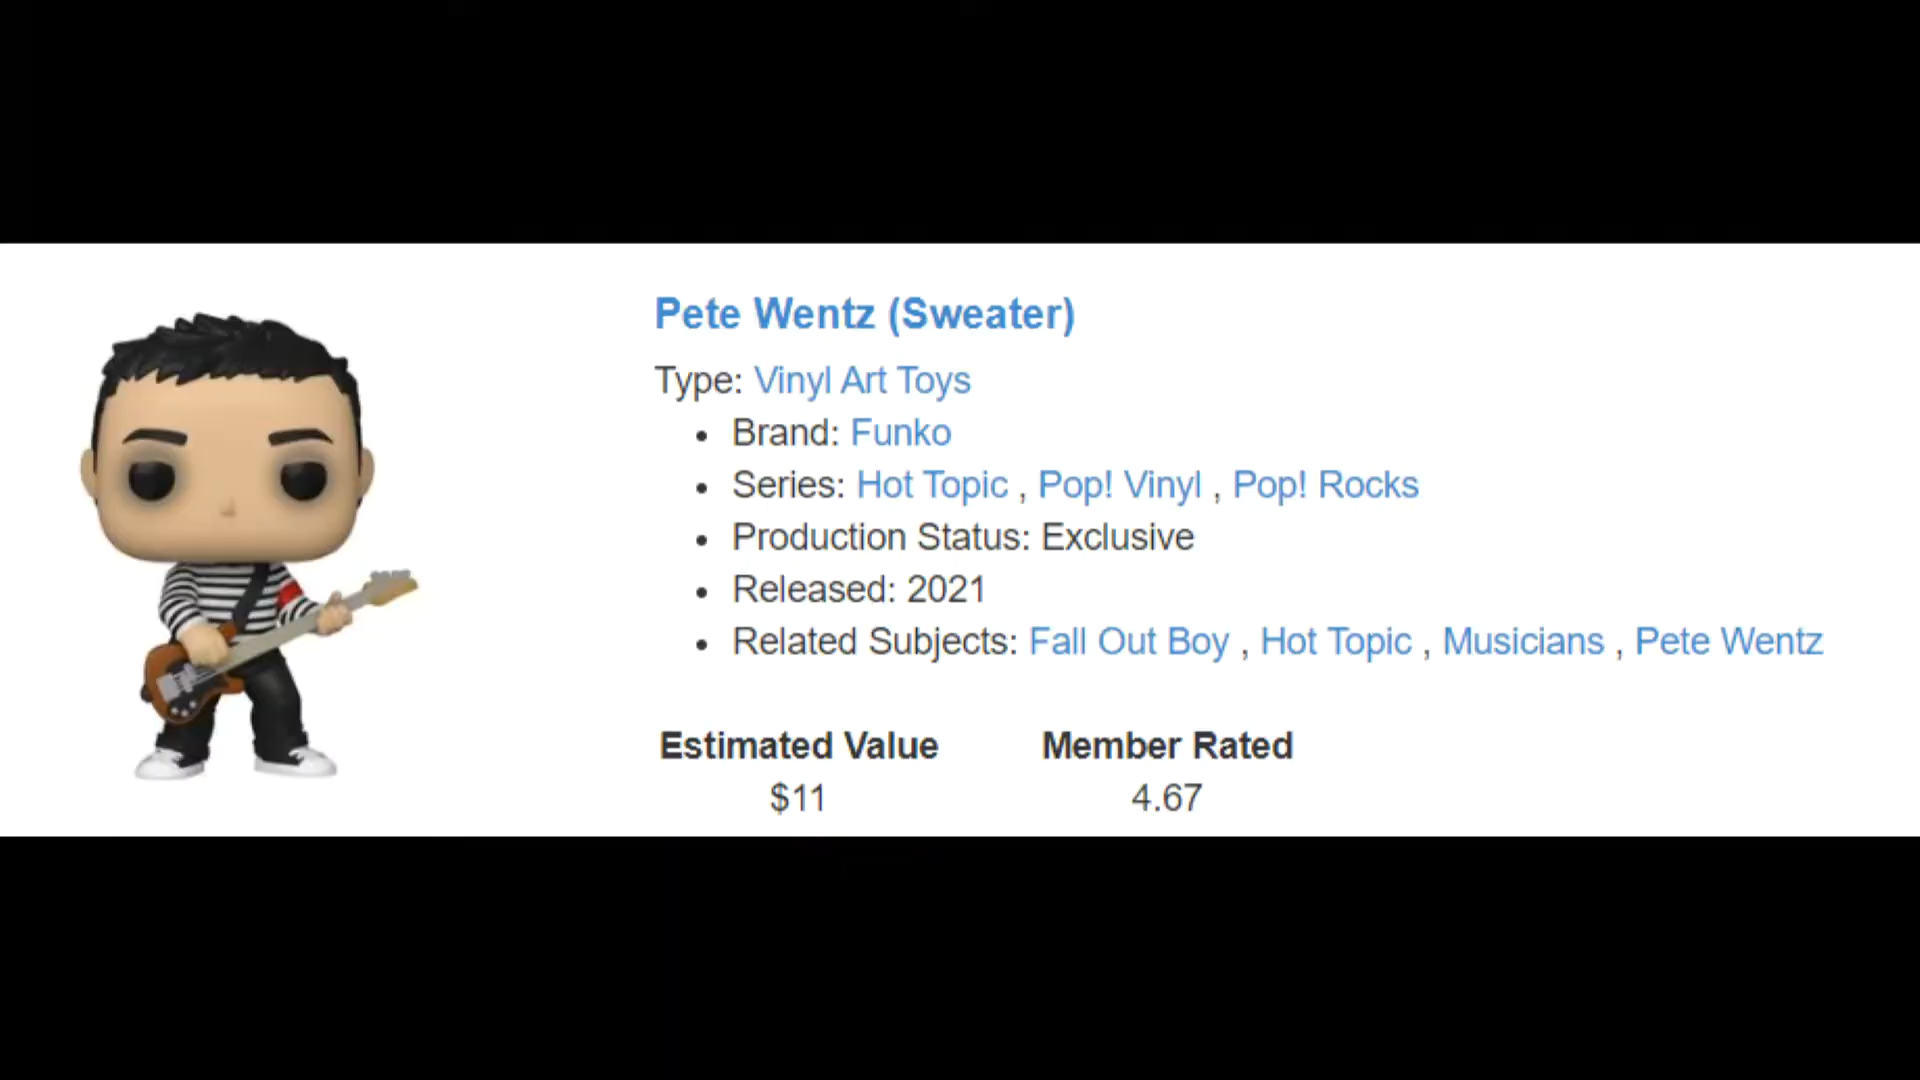 Pete Wentz (Sweater)
Type: Vinyl Art Toys
• Brand: Funko
• Series: Hot Topic , Pop! Vinyl , Pop! Rocks
• Production Status: Exclusive
• Released: 2021
• Related Subjects: Fall Out Boy , Hot Topic , Musicians , Pete Wentz
Estimated Value Member Rated
$11 4.67